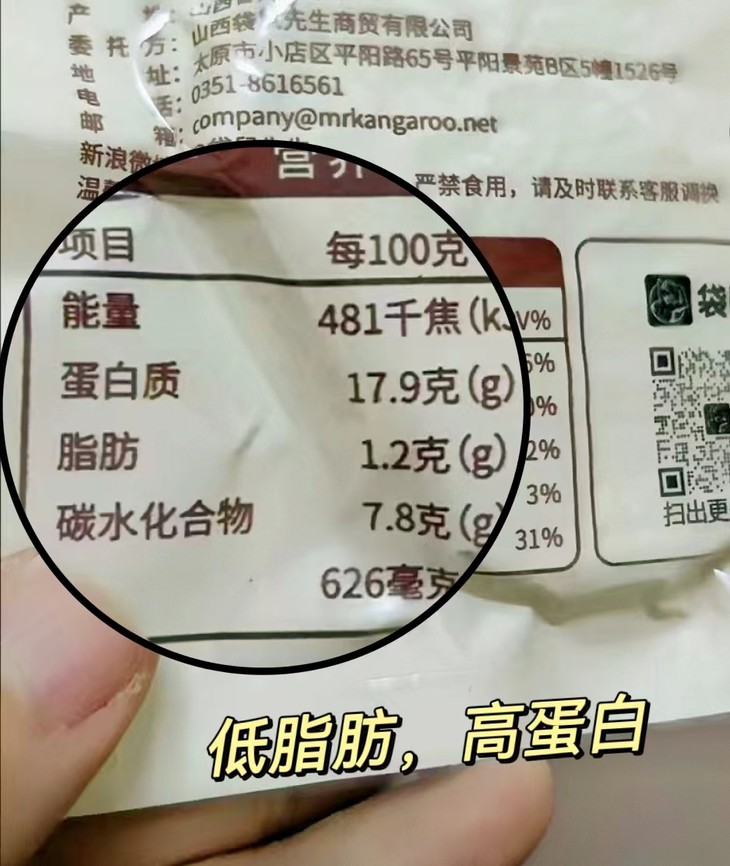 产
山西袋 先生商贸有限公司
委托方：
太原市小店区平阳路65号平阳景苑B区5幢1526号
地 址：
0351-8616561
电 话：
company@mrkangaroo.net
邮 箱：
新浪微
温
严禁食用，请及时联系客服调换
营养
项目 每100克
能量 481千焦(kJ V%
蛋白质 17.9克(g) %
脂肪 1.2克(g) 2%
碳水化合物 7.8克(g 3%
626毫克 31%
袋
扫出更
低脂肪，高蛋白